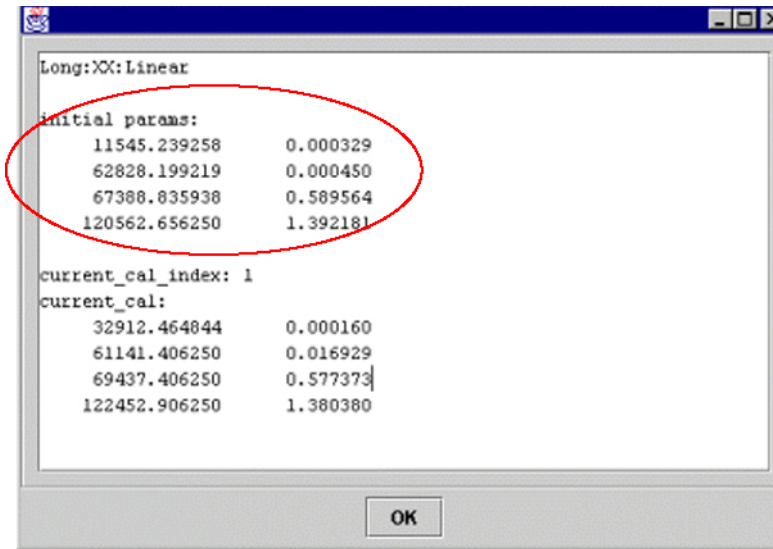 Long:XX:Linear
initial params:
11545.239258 0.000329
62828.199219 0.000450
67388.835938 0.589564
120562.656250 1.392181
current_cal_index: 1
current_cal:
32912.464844 0.000160
61141.406250 0.016929
69437.406250 0.577373
122452.906250 1.380380
OK